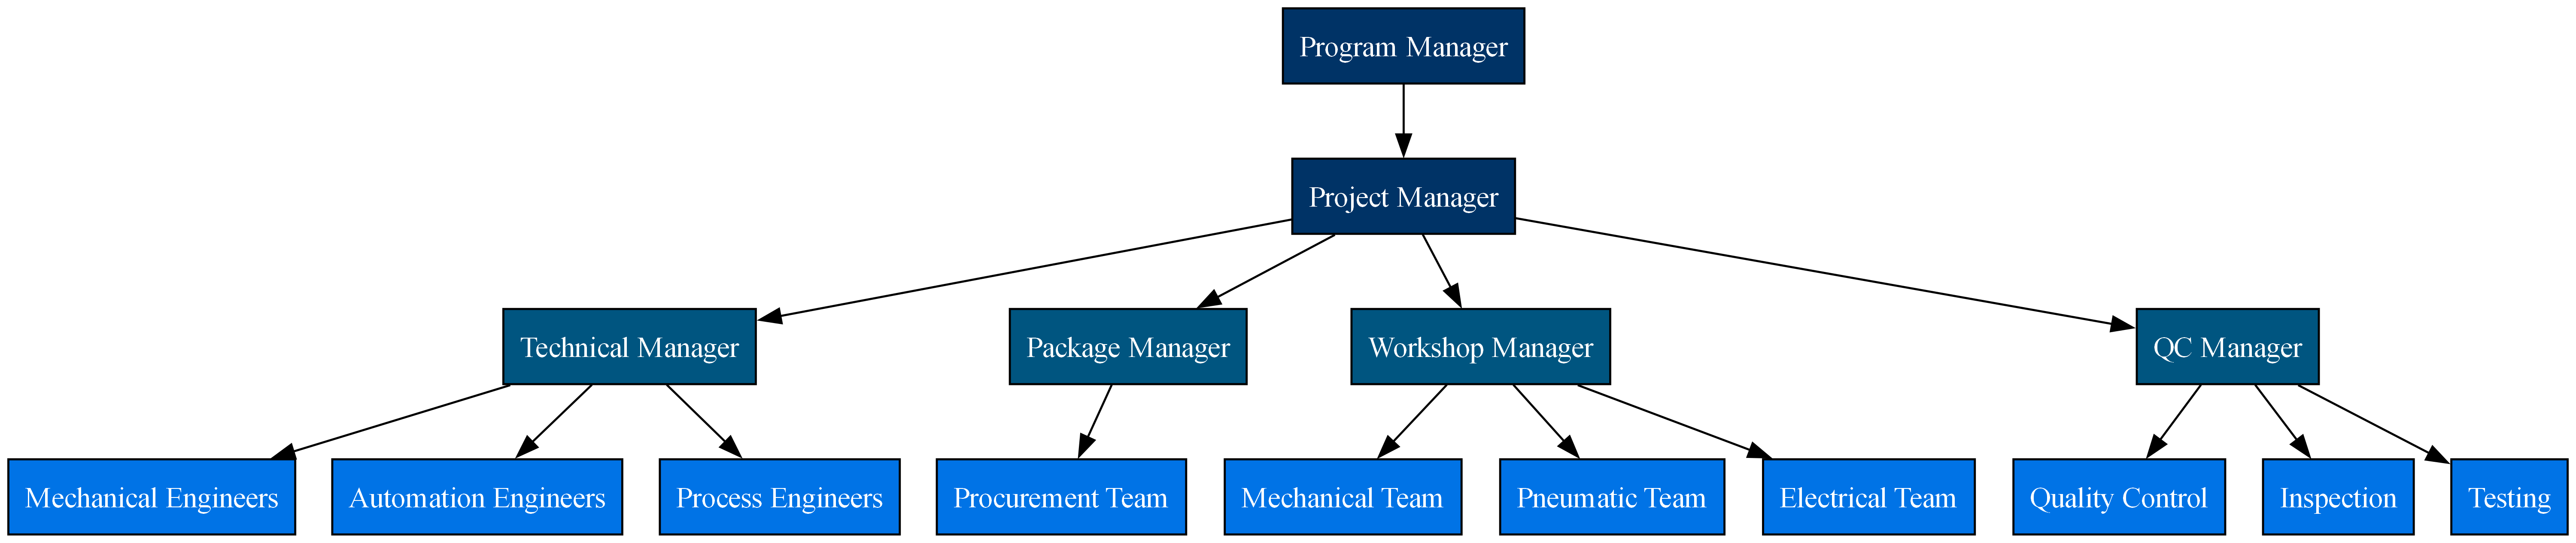 Program Manager
Project Manager
Technical Manager
Package Manager
Workshop Manager
QC Manager
Mechanical Engineers
Automation Engineers
Process Engineers
Procurement Team
Mechanical Team
Pneumatic Team
Electrical Team
Quality Control
Inspection
Testing